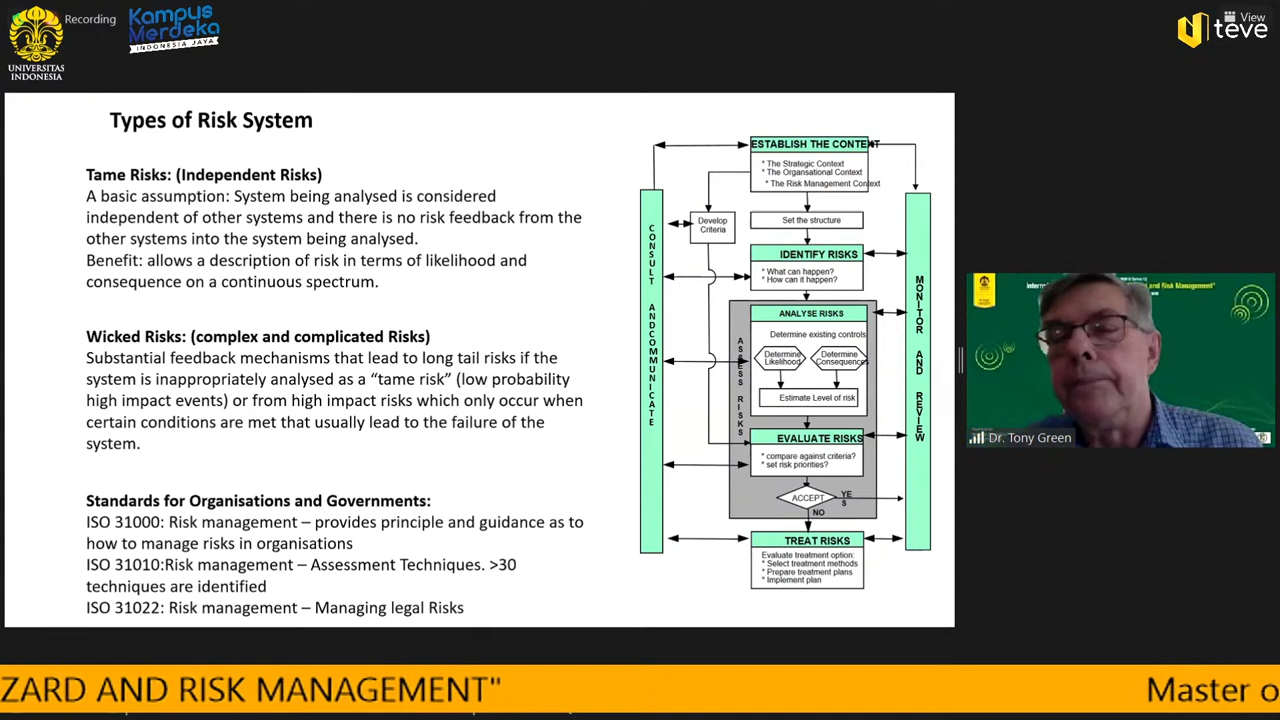 Recording
Kampus
Merdeka
INDONESIA JAYA
UNIVERSITAS
INDONESIA
View
teve
Types of Risk System
Tame Risks: (Independent Risks)
A basic assumption: System being analysed is considered
independent of other systems and there is no risk feedback from the
other systems into the system being analysed.
Benefit: allows a description of risk in terms of likelihood and
consequence on a continuous spectrum.
Wicked Risks: (complex and complicated Risks)
Substantial feedback mechanisms that lead to long tail risks if the
system is inappropriately analysed as a “tame risk” (low probability
high impact events) or from high impact risks which only occur when
certain conditions are met that usually lead to the failure of the
system.
Standards for Organisations and Governments:
ISO 31000: Risk management – provides principle and guidance as to
how to manage risks in organisations
ISO 31010:Risk management – Assessment Techniques. >30
techniques are identified
ISO 31022: Risk management – Managing legal Risks
ESTABLISH THE CONTEXT
* The Strategic Context
* The Organsational Context
* The Risk Management Context
Develop
Criteria
Set the structure
IDENTIFY RISKS
* What can happen?
* How can it happen?
ANALYSE RISKS
Determine existing controls
Determine
Likelihood
Determine
Consequences
Estimate Level of risk
EVALUATE RISKS
* compare against criteria?
* set risk priorities?
ACCEPT
YE
S
NO
TREAT RISKS
Evaluate treatment option:
* Select treatment methods
* Prepare treatment plans
* Implement plan
CONSULT ANDCOMMUNICATE
ASSESS RISKS
MONITOR AND REVIEW
and Risk Management"
Dr. Tony Green
ZARD AND RISK MANAGEMENT"
Master o